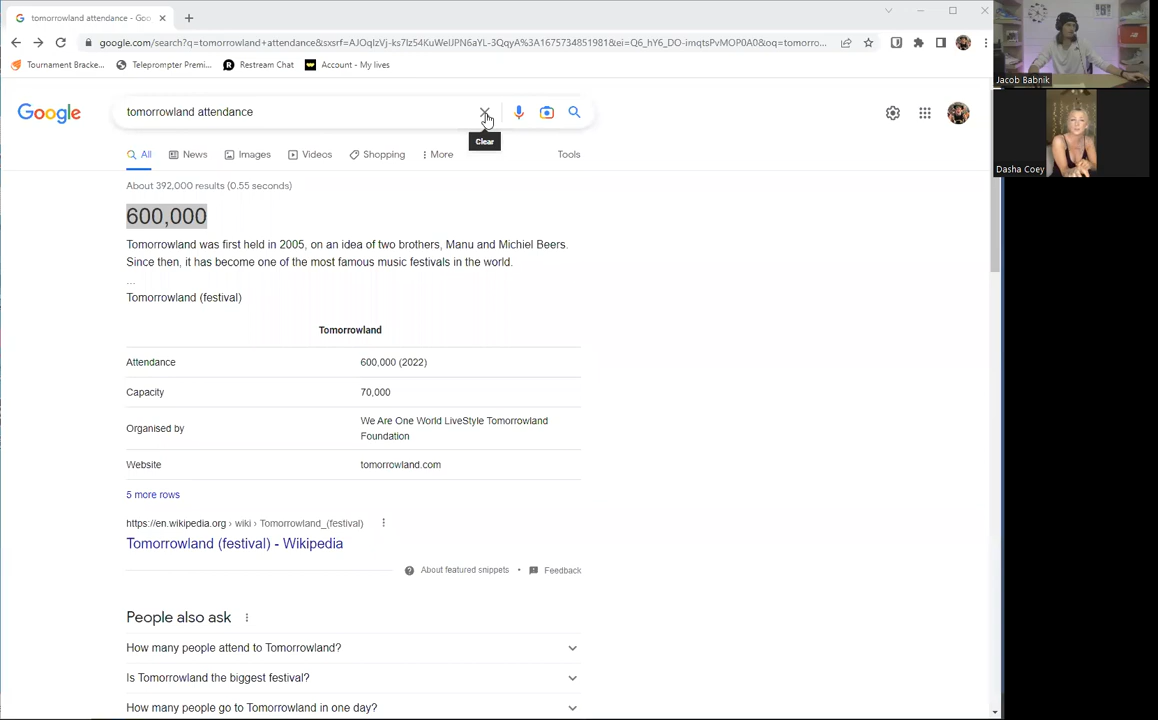 tomorrowland attendance - Goo
google.com/search?q=tomorrowland+attendance&sxsrf=AJOqlzVj-ks7lz54KuWeIJPN6aYL-3QqyA%3A1675734851981&ei=Q6_hY6_DO-imqtsPvMOP0A0&oq=tomorro...
Tournament Bracke...
Teleprompter Premi...
Restream Chat
Account - My lives
Jacob Babnik
Dasha Coey
Google
tomorrowland attendance
Clear
All
News
Images
Videos
Shopping
More
Tools
About 392,000 results (0.55 seconds)
600,000
Tomorrowland was first held in 2005, on an idea of two brothers, Manu and Michiel Beers.
Since then, it has become one of the most famous music festivals in the world.
...
Tomorrowland (festival)
Tomorrowland
Attendance 600,000 (2022)
Capacity 70,000
Organised by We Are One World LiveStyle Tomorrowland
Foundation
Website tomorrowland.com
5 more rows
https://en.wikipedia.org › wiki › Tomorrowland_(festival)
Tomorrowland (festival) - Wikipedia
About featured snippets • Feedback
People also ask
How many people attend to Tomorrowland?
Is Tomorrowland the biggest festival?
How many people go to Tomorrowland in one day?